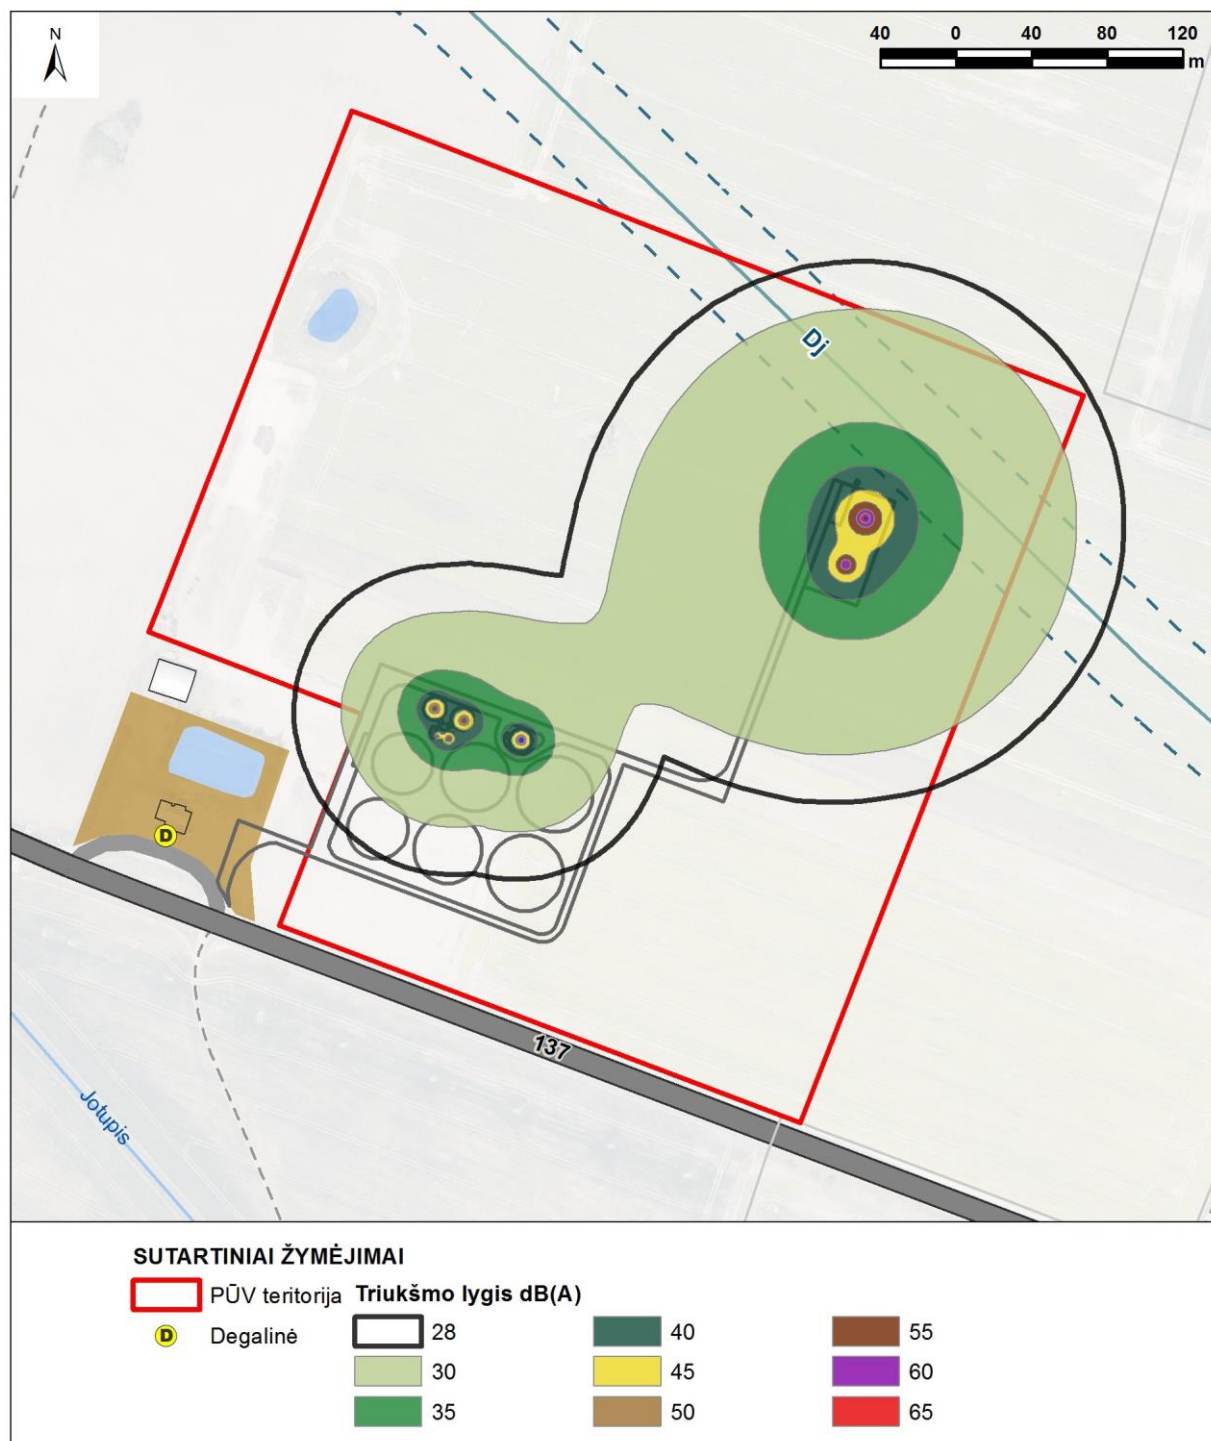 N
40 0 40 80 120
m
Dj
D
137
Jotupis
SUTARTINIAI ŽYMĖJIMAI
PŪV teritorija
D Degalinė
Triukšmo lygis dB(A)
28
30
35
40
45
50
55
60
65